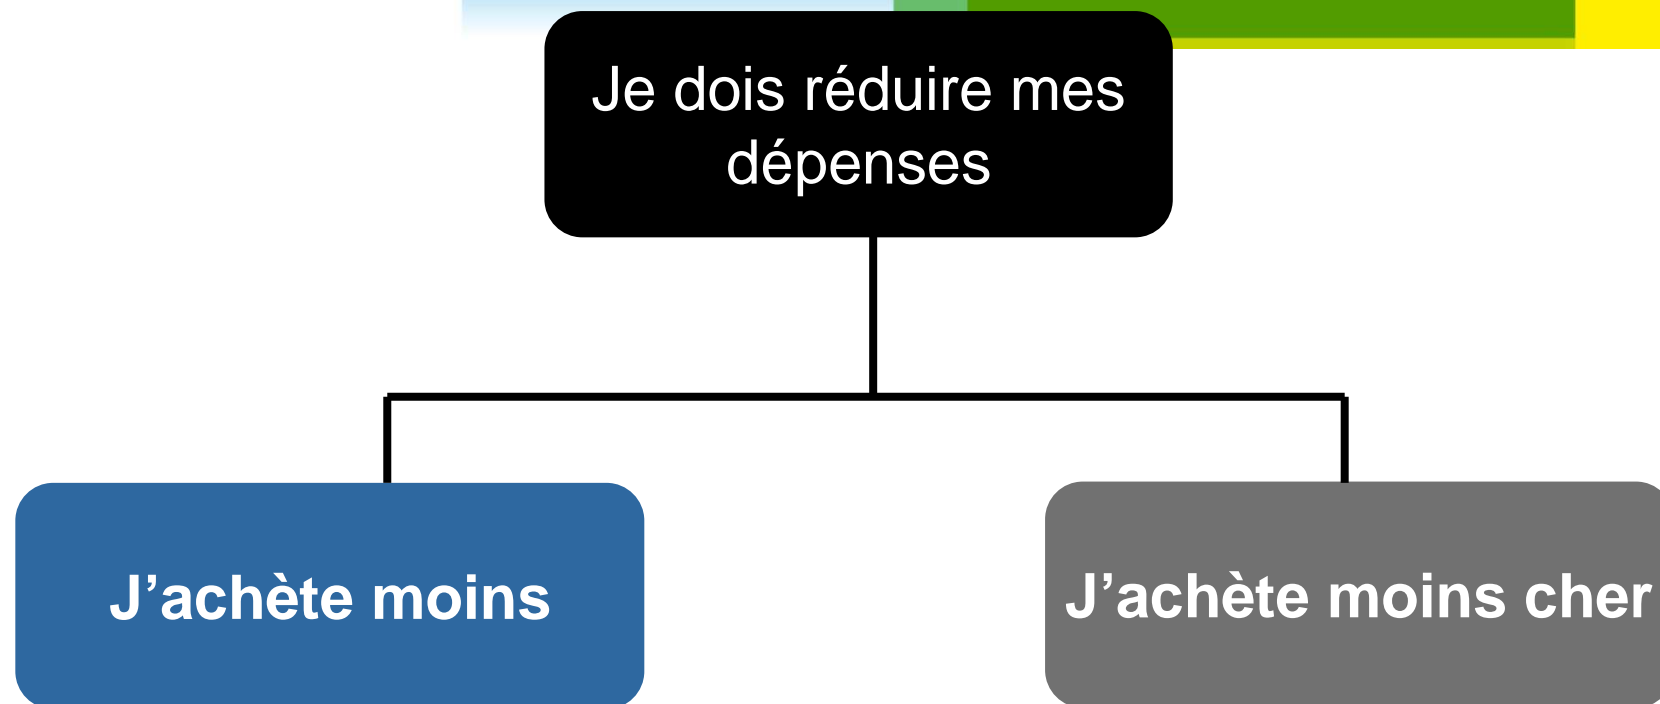 Je dois réduire mes
dépenses
J’achète moins
J’achète moins cher